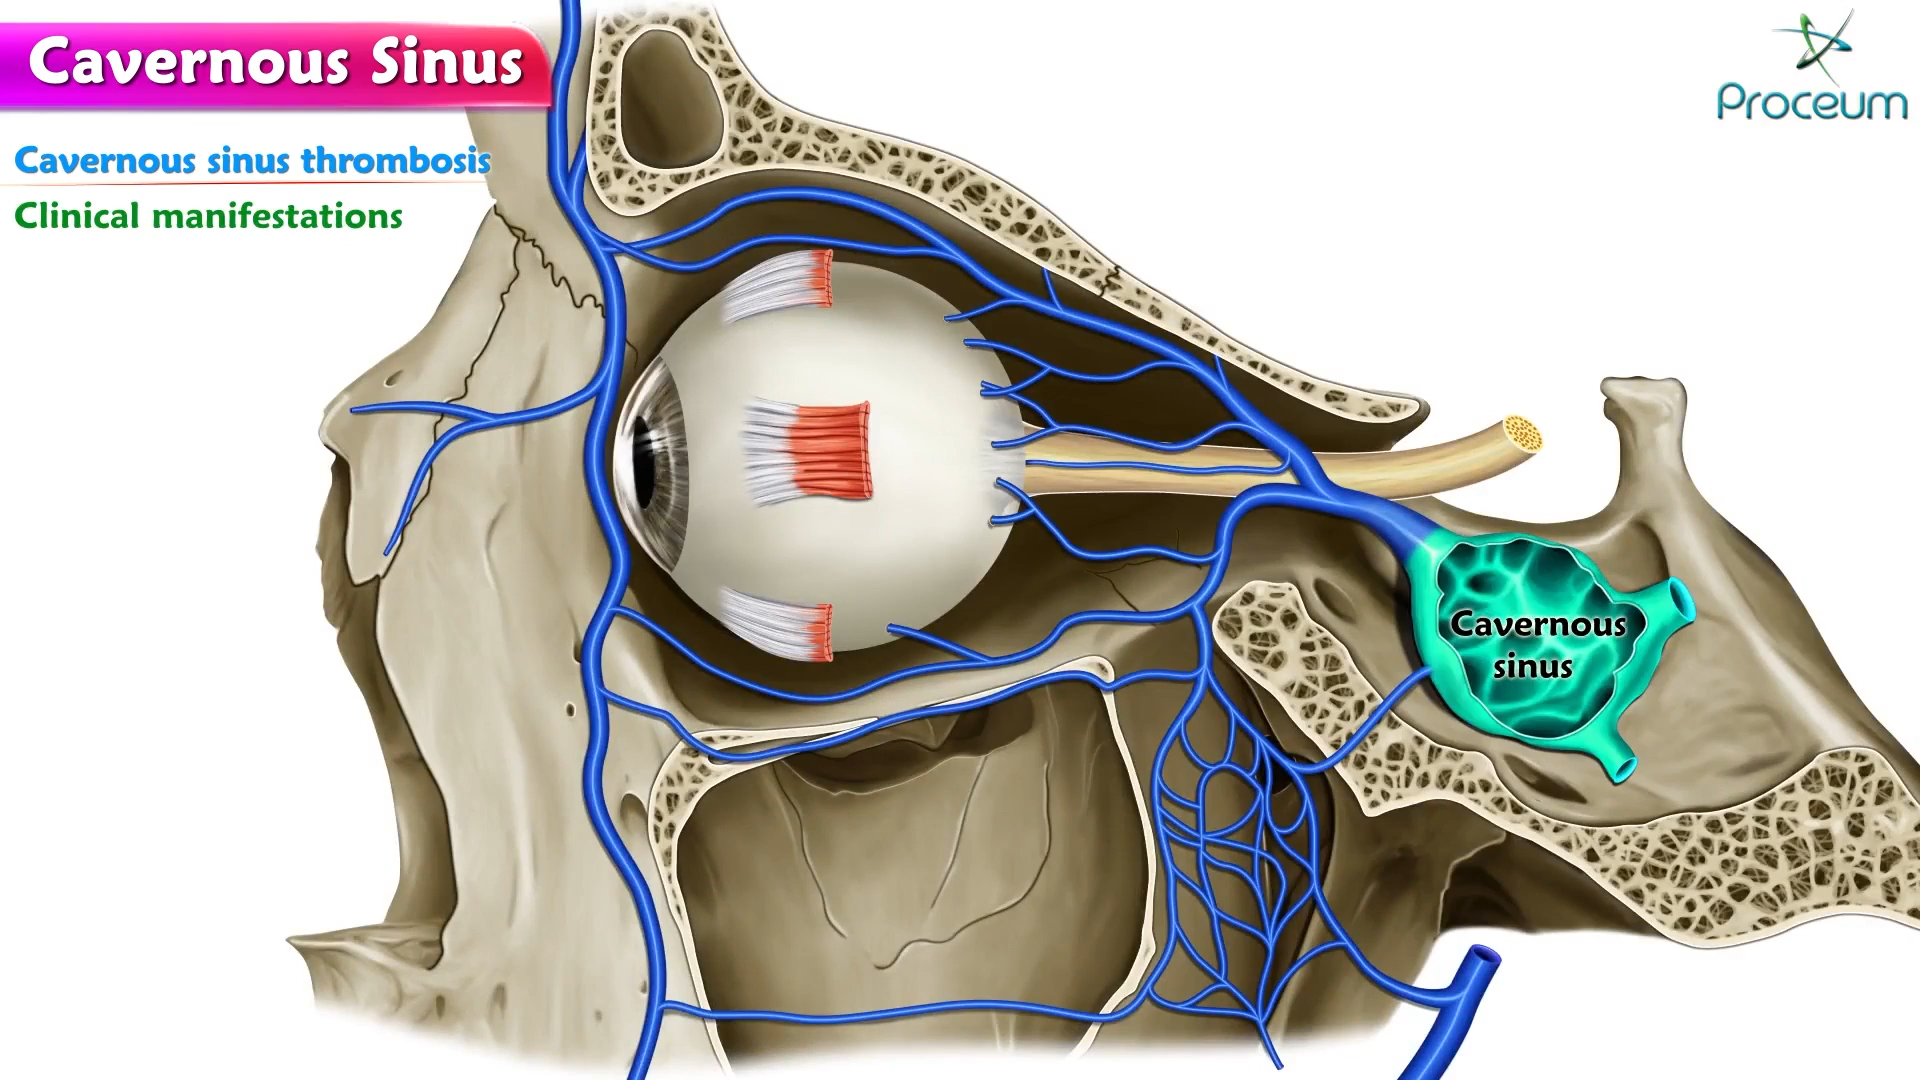 Cavernous Sinus
Proceum
Cavernous sinus thrombosis
Clinical manifestations
Cavernous
sinus